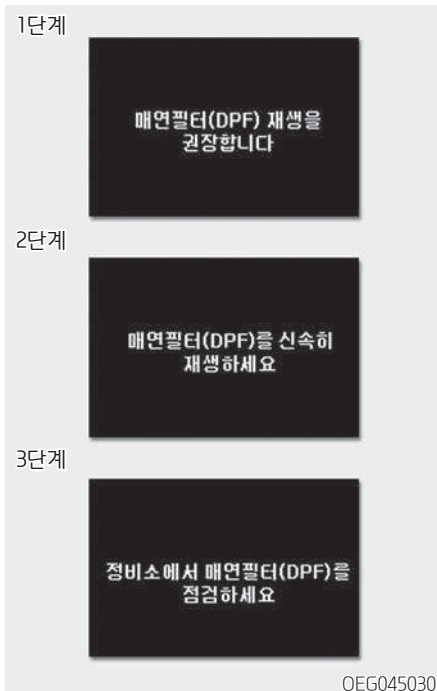 1단계
매연필터(DPF) 재생을
권장합니다
2단계
매연필터(DPF)를 신속히
재생하세요
3단계
정비소에서 매연필터(DPF)를
점검하세요
OEG045030